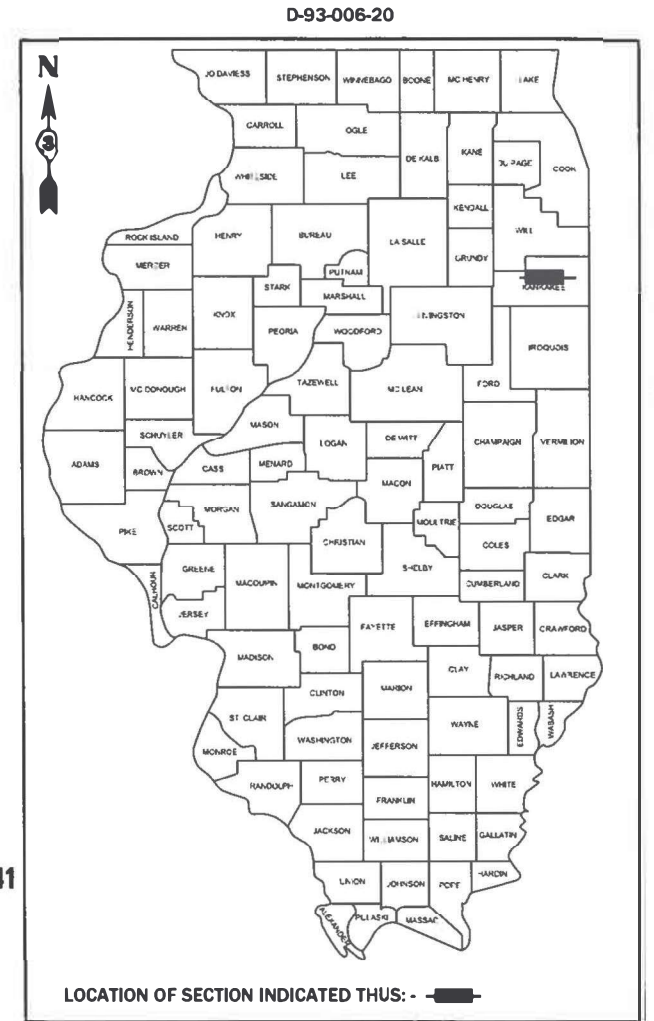 D-93-006-20
N
3
JO DAVIESS STEPHENSON WINNEBAGO BOONE MC HENRY LAKE
CARROLL OGLE DE KALB KANE DU PAGE COOK
WHITESIDE LEE KENDALL WILL
ROCK ISLAND HENRY BUREAU LA SALLE GRUNDY
MERCER PUTNAM KANKAKEE
STARK MARSHALL
HENDERSON WARREN KNOX PEORIA WOODFORD LIVINGSTON IROQUOIS
HANCOCK MC DONOUGH FULTON TAZEWELL MC LEAN FORD
MASON
SCHUYLER LOGAN DE WITT CHAMPAIGN VERMILION
ADAMS BROWN CASS MENARD PIATT
MACON
MORGAN SANGAMON DOUGLAS EDGAR
PIKE SCOTT CHRISTIAN MOULTRIE COLES
GREENE SHELBY
CALHOUN MACOUPIN MONTGOMERY CUMBERLAND CLARK
JERSEY
FAYETTE EFFINGHAM JASPER CRAWFORD
MADISON BOND
CLAY RICHLAND LAWRENCE
CLINTON MARION
ST. CLAIR WAYNE EDWARDS WABASH
MONROE WASHINGTON JEFFERSON
RANDOLPH PERRY HAMILTON WHITE
FRANKLIN
JACKSON WILLIAMSON SALINE GALLATIN
UNION JOHNSON POPE HARDIN
ALEXANDER PULASKI MASSAC
LOCATION OF SECTION INDICATED THUS: -